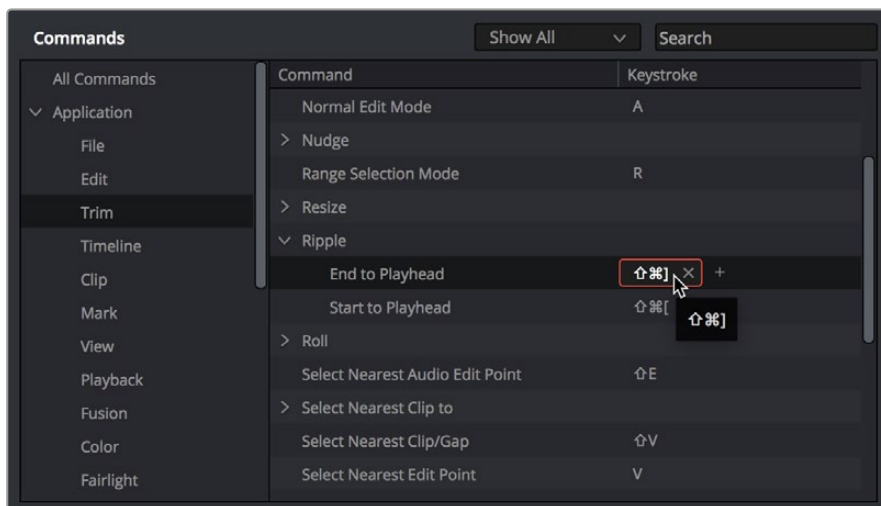 Commands Show All Search
All Commands
Application
File
Edit
Trim
Timeline
Clip
Mark
View
Playback
Fusion
Color
Fairlight
Command Keystroke
Normal Edit Mode A
Nudge
Range Selection Mode R
Resize
Ripple
End to Playhead ⇧⌘] × +
Start to Playhead ⇧⌘[
⇧⌘]
Roll
Select Nearest Audio Edit Point ⇧E
Select Nearest Clip to
Select Nearest Clip/Gap ⇧V
Select Nearest Edit Point V